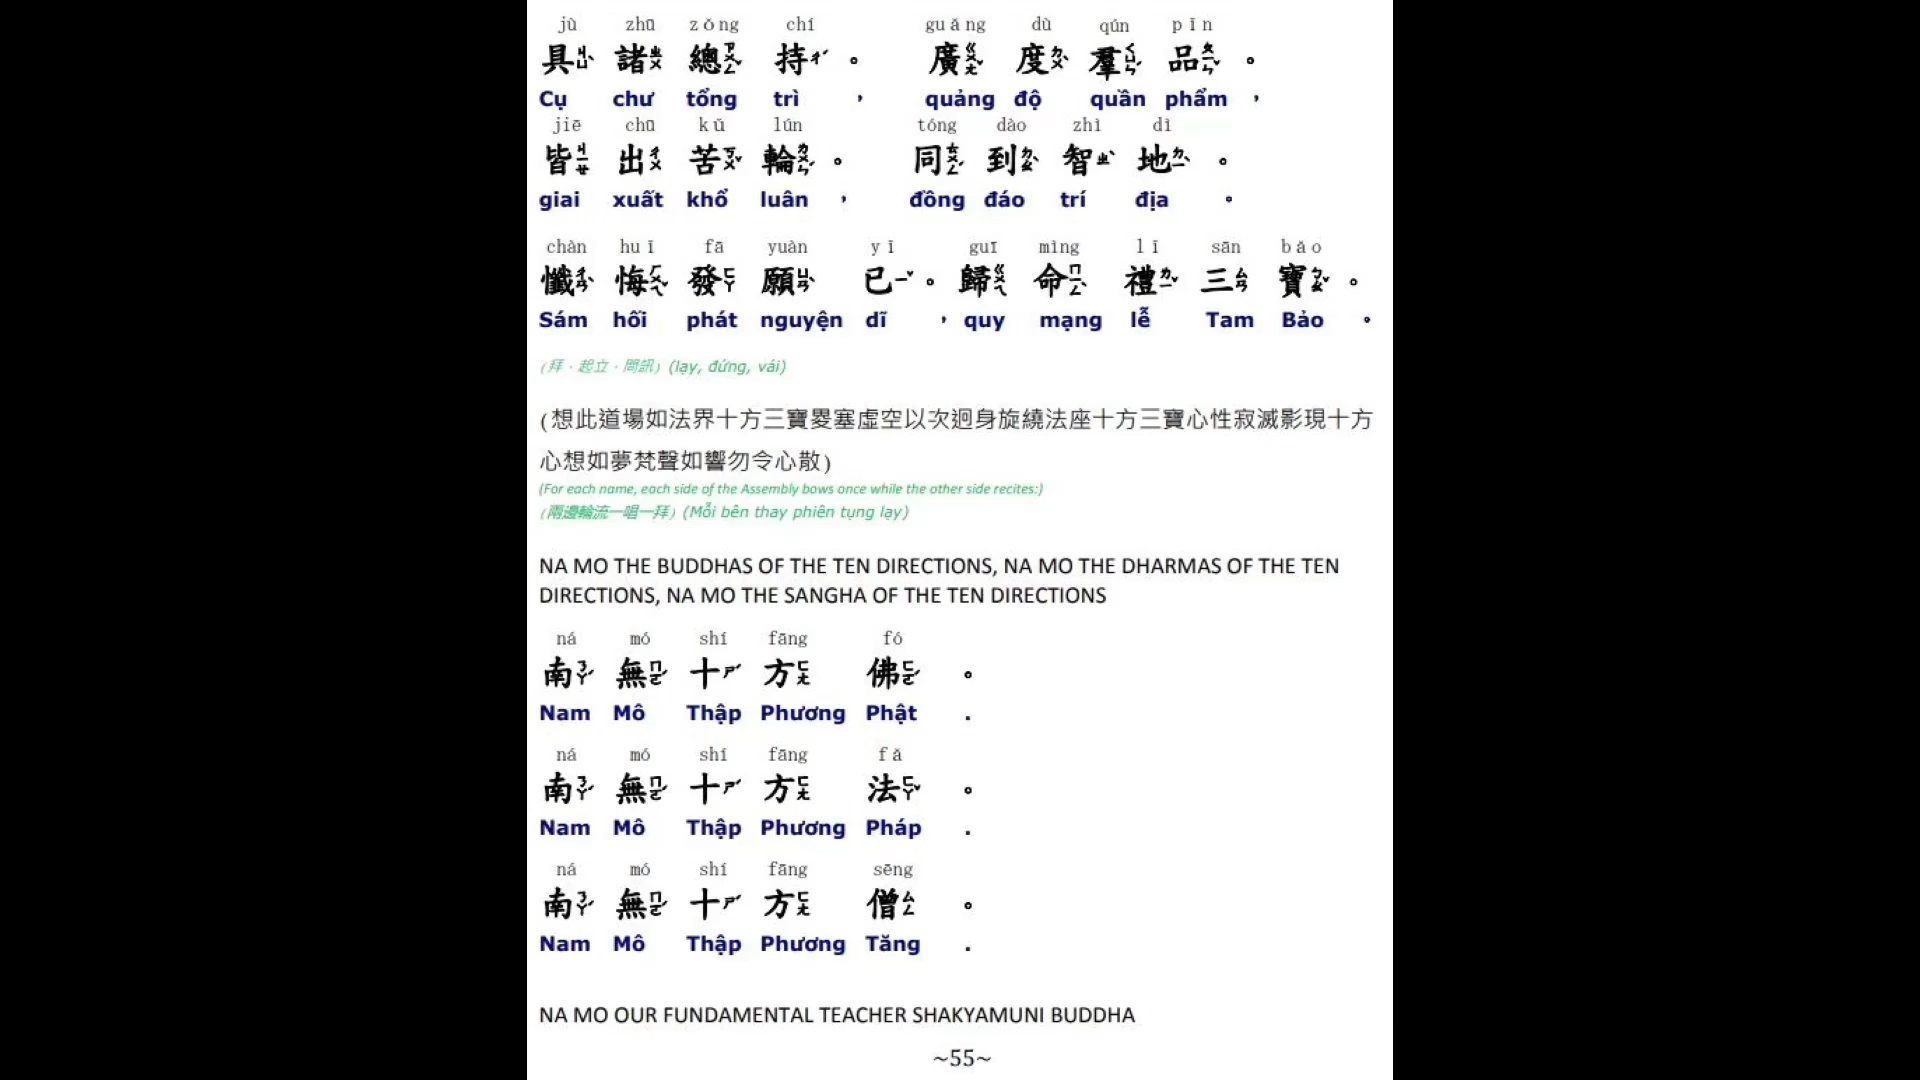 jù zhū zǒng chí guǎng dù qún pǐn
具諸總持。 廣度羣品。
Cụ chư tổng trì , quảng độ quần phẩm ,
jiē chū kǔ lún tóng dào zhì dì
皆出苦輪。 同到智地。
giai xuất khổ luân , đồng đáo trí địa 。
chàn huǐ fā yuàn yǐ guī mìng lǐ sān bǎo
懺悔發願已。歸命禮三寶。
Sám hối phát nguyện dĩ , quy mạng lễ Tam Bảo 。
(拜、起立、問訊) (lạy, đứng, vái)
(想此道場如法界十方三寶畟塞虛空以次迥身旋繞法座十方三寶心性寂滅影現十方
心想如夢梵聲如響勿令心散)
(For each name, each side of the Assembly bows once while the other side recites:)
(兩邊輪流一唱一拜) (Mỗi bên thay phiên tụng lạy)
NA MO THE BUDDHAS OF THE TEN DIRECTIONS, NA MO THE DHARMAS OF THE TEN
DIRECTIONS, NA MO THE SANGHA OF THE TEN DIRECTIONS
ná mó shí fāng fó
南無十方佛 。
Nam Mô Thập Phương Phật .
ná mó shí fāng fǎ
南無十方法 。
Nam Mô Thập Phương Pháp .
ná mó shí fāng sēng
南無十方僧 。
Nam Mô Thập Phương Tăng .
NA MO OUR FUNDAMENTAL TEACHER SHAKYAMUNI BUDDHA
~55~